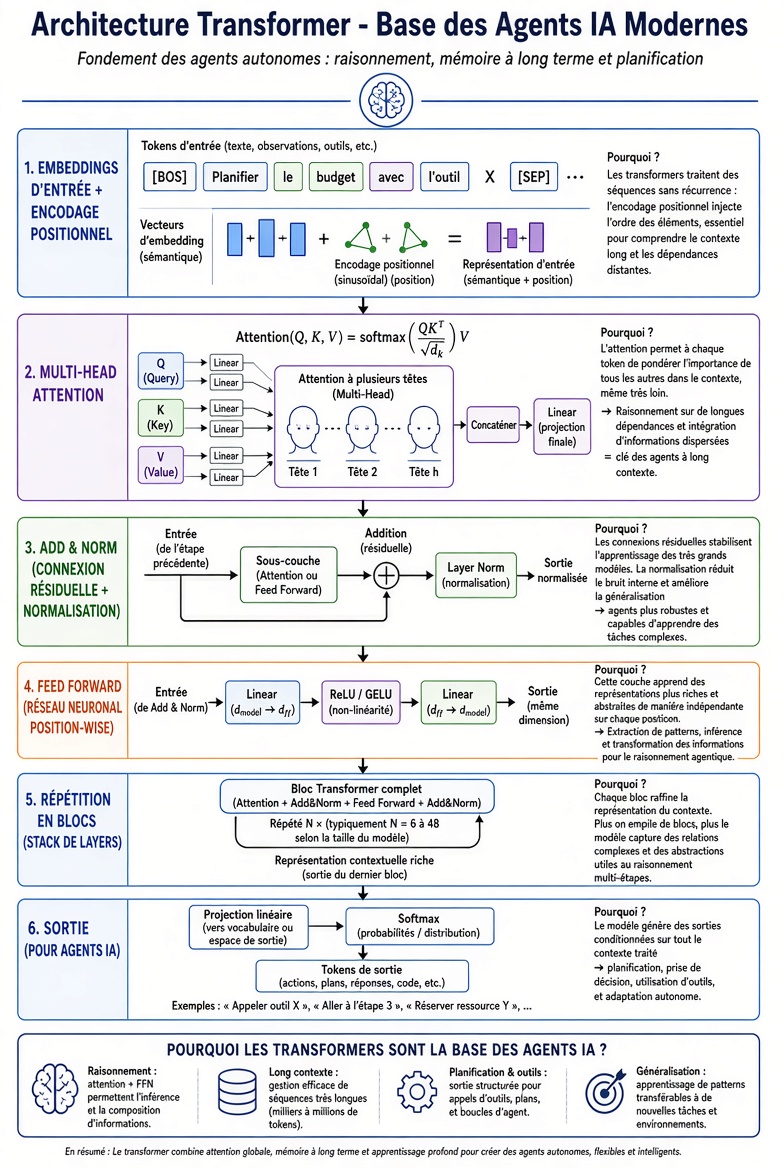 Architecture Transformer - Base des Agents IA Modernes
Fondement des agents autonomes : raisonnement, mémoire à long terme et planification
1. EMBEDDINGS
D'ENTRÉE +
ENCODAGE
POSITIONNEL
Tokens d'entrée (texte, observations, outils, etc.)
[BOS] Planifier le budget avec l'outil X [SEP] ...
Vecteurs
d'embedding
(sémantique)
+ + + + =
Encodage positionnel
(sinusoïdal) (position)
Représentation d'entrée
(sémantique + position)
Pourquoi ?
Les transformers traitent des
séquences sans récurrence :
l'encodage positionnel injecte
l'ordre des éléments, essentiel
pour comprendre le contexte
long et les dépendances
distantes.
2. MULTI-HEAD
ATTENTION
Attention(Q, K, V) = softmax(QK^T / √d_k) V
Q
(Query)
K
(Key)
V
(Value)
Linear
Linear
Linear
Linear
Linear
Linear
Attention à plusieurs têtes
(Multi-Head)
Tête 1 Tête 2 Tête h
Concaténer
Linear
(projection
finale)
Pourquoi ?
L'attention permet à chaque
token de pondérer l'importance de
tous les autres dans le contexte,
même très loin.
→ Raisonnement sur de longues
dépendances et intégration
d'informations dispersées
= clé des agents à long
contexte.
3. ADD & NORM
(CONNEXION
RÉSIDUELLE +
NORMALISATION)
Entrée
(de l'étape
précédente)
Sous-couche
(Attention ou
Feed Forward)
Addition
(résiduelle)
+
Layer Norm
(normalisation)
Sortie
normalisée
Pourquoi ?
Les connexions résiduelles stabilisent
l'apprentissage des très grands
modèles. La normalisation réduit
le bruit interne et améliore
la généralisation
→ agents plus robustes et
capables d'apprendre des
tâches complexes.
4. FEED FORWARD
(RÉSEAU NEURONAL
POSITION-WISE)
Entrée
(de Add & Norm)
Linear
(d_model → d_ff)
ReLU / GELU
(non-linéarité)
Linear
(d_ff → d_model)
Sortie
(même
dimension)
Pourquoi ?
Cette couche apprend des
représentations plus riches et
abstraites de manière indépendante
sur chaque position.
→ Extraction de patterns, inférence
et transformation des informations
pour le raisonnement agentique.
5. RÉPÉTITION
EN BLOCS
(STACK DE LAYERS)
Bloc Transformer complet
(Attention + Add&Norm + Feed Forward + Add&Norm)
Répété N × (typiquement N = 6 à 48
selon la taille du modèle)
Représentation contextuelle riche
(sortie du dernier bloc)
Pourquoi ?
Chaque bloc raffine la
représentation du contexte.
Plus on empile de blocs, plus le
modèle capture des relations
complexes et des abstractions
utiles au raisonnement
multi-étapes.
6. SORTIE
(POUR AGENTS IA)
Projection linéaire
(vers vocabulaire ou
espace de sortie)
Softmax
(probabilités / distribution)
Tokens de sortie
(actions, plans, réponses, code, etc.)
Exemples : « Appeler outil X », « Aller à l'étape 3 », « Réserver ressource Y », ...
Pourquoi ?
Le modèle génère des sorties
conditionnées sur tout le
contexte traité
→ planification, prise de
décision, utilisation d'outils,
et adaptation autonome.
POURQUOI LES TRANSFORMERS SONT LA BASE DES AGENTS IA ?
Raisonnement :
attention + FFN
permettent l'inférence
et la composition
d'informations.
Long contexte :
gestion efficace de
séquences très longues
(milliers à millions de
tokens).
Planification & outils :
sortie structurée pour
appels d'outils, plans,
et boucles d'agent.
Généralisation :
apprentissage de patterns
transférables à de
nouvelles tâches et
environnements.
En résumé : Le transformer combine attention globale, mémoire à long terme et apprentissage profond pour créer des agents autonomes, flexibles et intelligents.